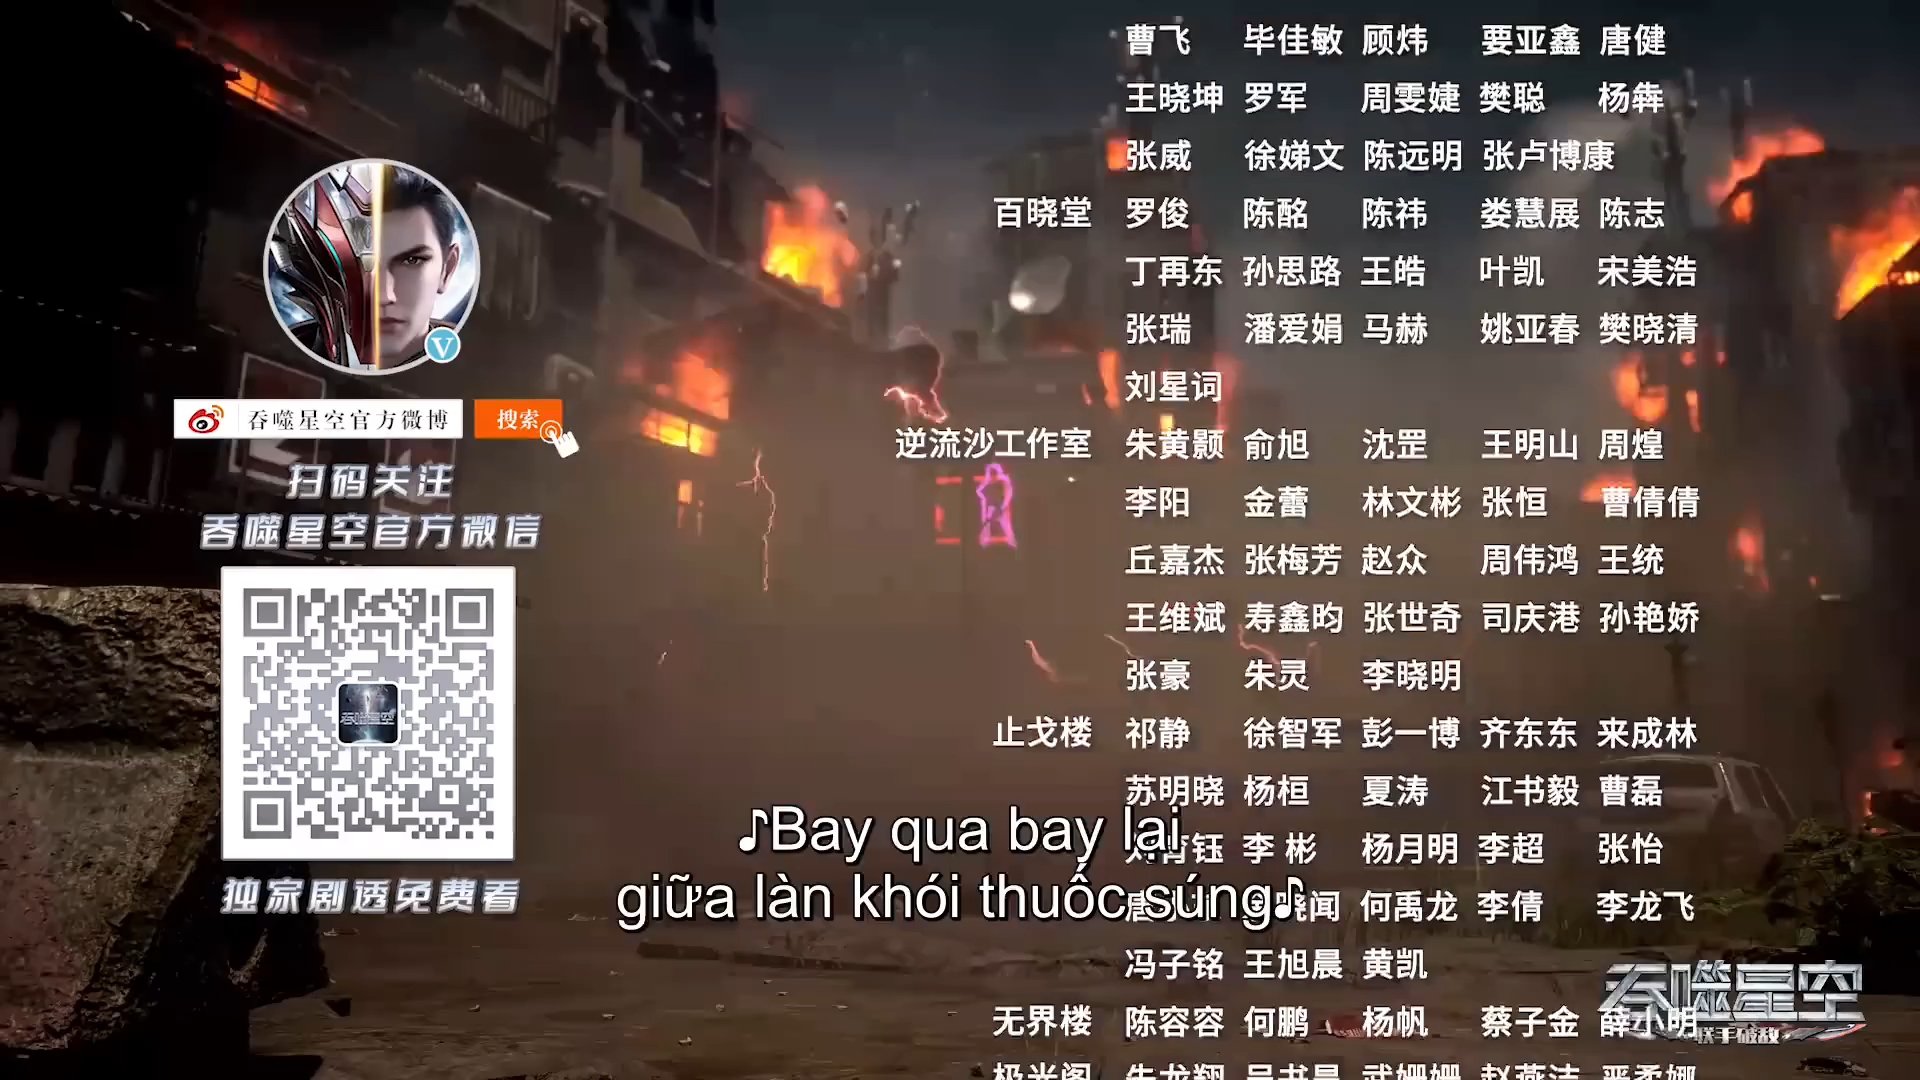 曹飞 毕佳敏 顾炜 要亚鑫 唐健
王晓坤 罗军 周雯婕 樊聪 杨犇
张威 徐娣文 陈远明 张卢博康
百晓堂 罗俊 陈酩 陈祎 娄慧展 陈志
丁再东 孙思路 王皓 叶凯 宋美浩
张瑞 潘爱娟 马赫 姚亚春 樊晓清
刘星词
逆流沙工作室 朱黄颢 俞旭 沈罡 王明山 周煌
李阳 金蕾 林文彬 张恒 曹倩倩
丘嘉杰 张梅芳 赵众 周伟鸿 王统
王维斌 寿鑫昀 张世奇 司庆港 孙艳娇
张豪 朱灵 李晓明
止戈楼 祁静 徐智军 彭一博 齐东东 来成林
苏明晓 杨桓 夏涛 江书毅 曹磊
李 彬 杨月明 李超 张怡
何禹龙 李倩 李龙飞
冯子铭 王旭晨 黄凯
无界楼 陈容容 何鹏 杨帆 蔡子金 薛小明
V
吞噬星空官方微博 搜索
扫码关注
吞噬星空官方微信
吞噬星空
独家剧透免费看
♪Bay qua bay lại
giữa làn khói thuốc súng♪
吞噬星空
联手破敌